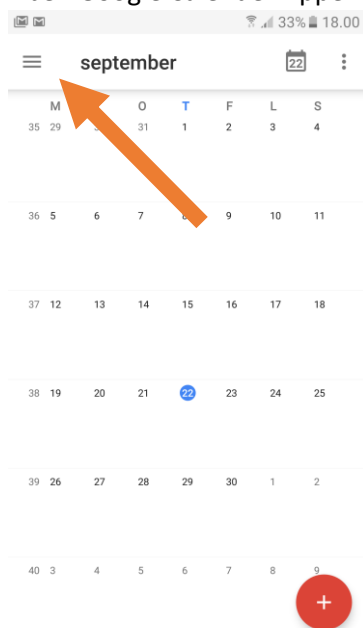 33% 18.00
september 22
M O T F L S
35 29 31 1 2 3 4
36 5 6 7 9 10 11
37 12 13 14 15 16 17 18
38 19 20 21 22 23 24 25
39 26 27 28 29 30 1 2
40 3 4 5 6 7 8 9
+